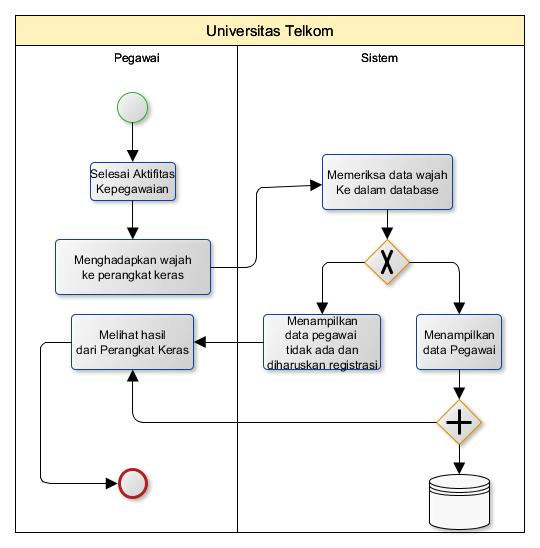 Universitas Telkom
Pegawai
Sistem
Selesai Aktifitas
Kepegawaian
Memeriksa data wajah
Ke dalam database
Menghadapkan wajah
ke perangkat keras
Melihat hasil
dari Perangkat Keras
Menampilkan
data pegawai
tidak ada dan
diharuskan registrasi
Menampilkan
data Pegawai